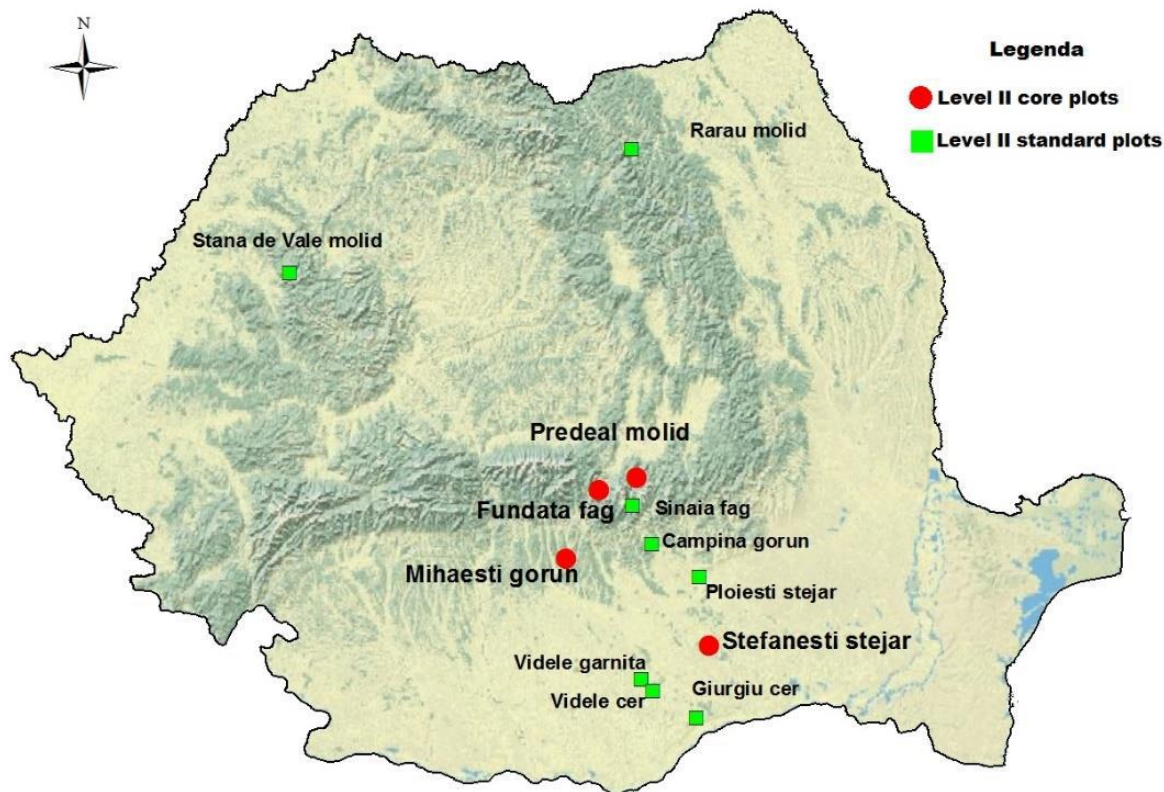 N
Legenda
Level II core plots
Rarau molid
Level II standard plots
Stana de Vale molid
Predeal molid
Fundata fag
Sinaia fag
Campina gorun
Mihaesti gorun
Ploiesti stejar
Stefanesti stejar
Videle garnita
Giurgiu cer
Videle cer